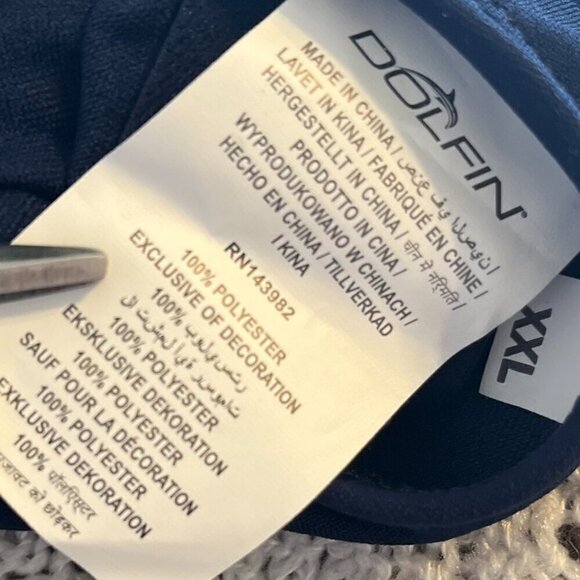 DOLFIN
MADE IN CHINA / صنع في الصين /
LAVET IN KINA / FABRIQUÉ EN CHINE /
HERGESTELLT IN CHINA / चीन में नर्मिति /
PRODOTTO IN CINA /
WYPRODUKOWANO W CHINACH /
HECHO EN CHINA / TILLVERKAD
I KINA
RN143982
100% POLYESTER
EXCLUSIVE OF DECORATION
100% بوليستر
100% POLYESTER
EKSKLUSIVE DEKORATION
100% POLYESTER
SAUF POUR LA DÉCORATION
100% POLYESTER
EXKLUSIVE DEKORATION
100% पॉलिएस्टर
को छोड़कर
XXL